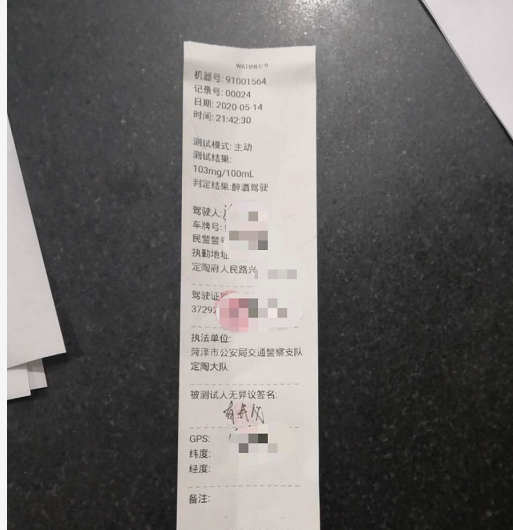 机器号: 91001564
记录号: 00024
日期: 2020-05-14
时间: 21:42:30
测试模式: 主动
测试结果:
103mg/100mL
判定结果: 醉酒驾驶
驾驶人:
车牌号:
民警警
执勤地址
定陶府人民路兴
驾驶证
37292
执法单位:
菏泽市公安局交通警察支队
定陶大队
被测试人无异议签名:
GPS:
纬度:
经度:
备注: